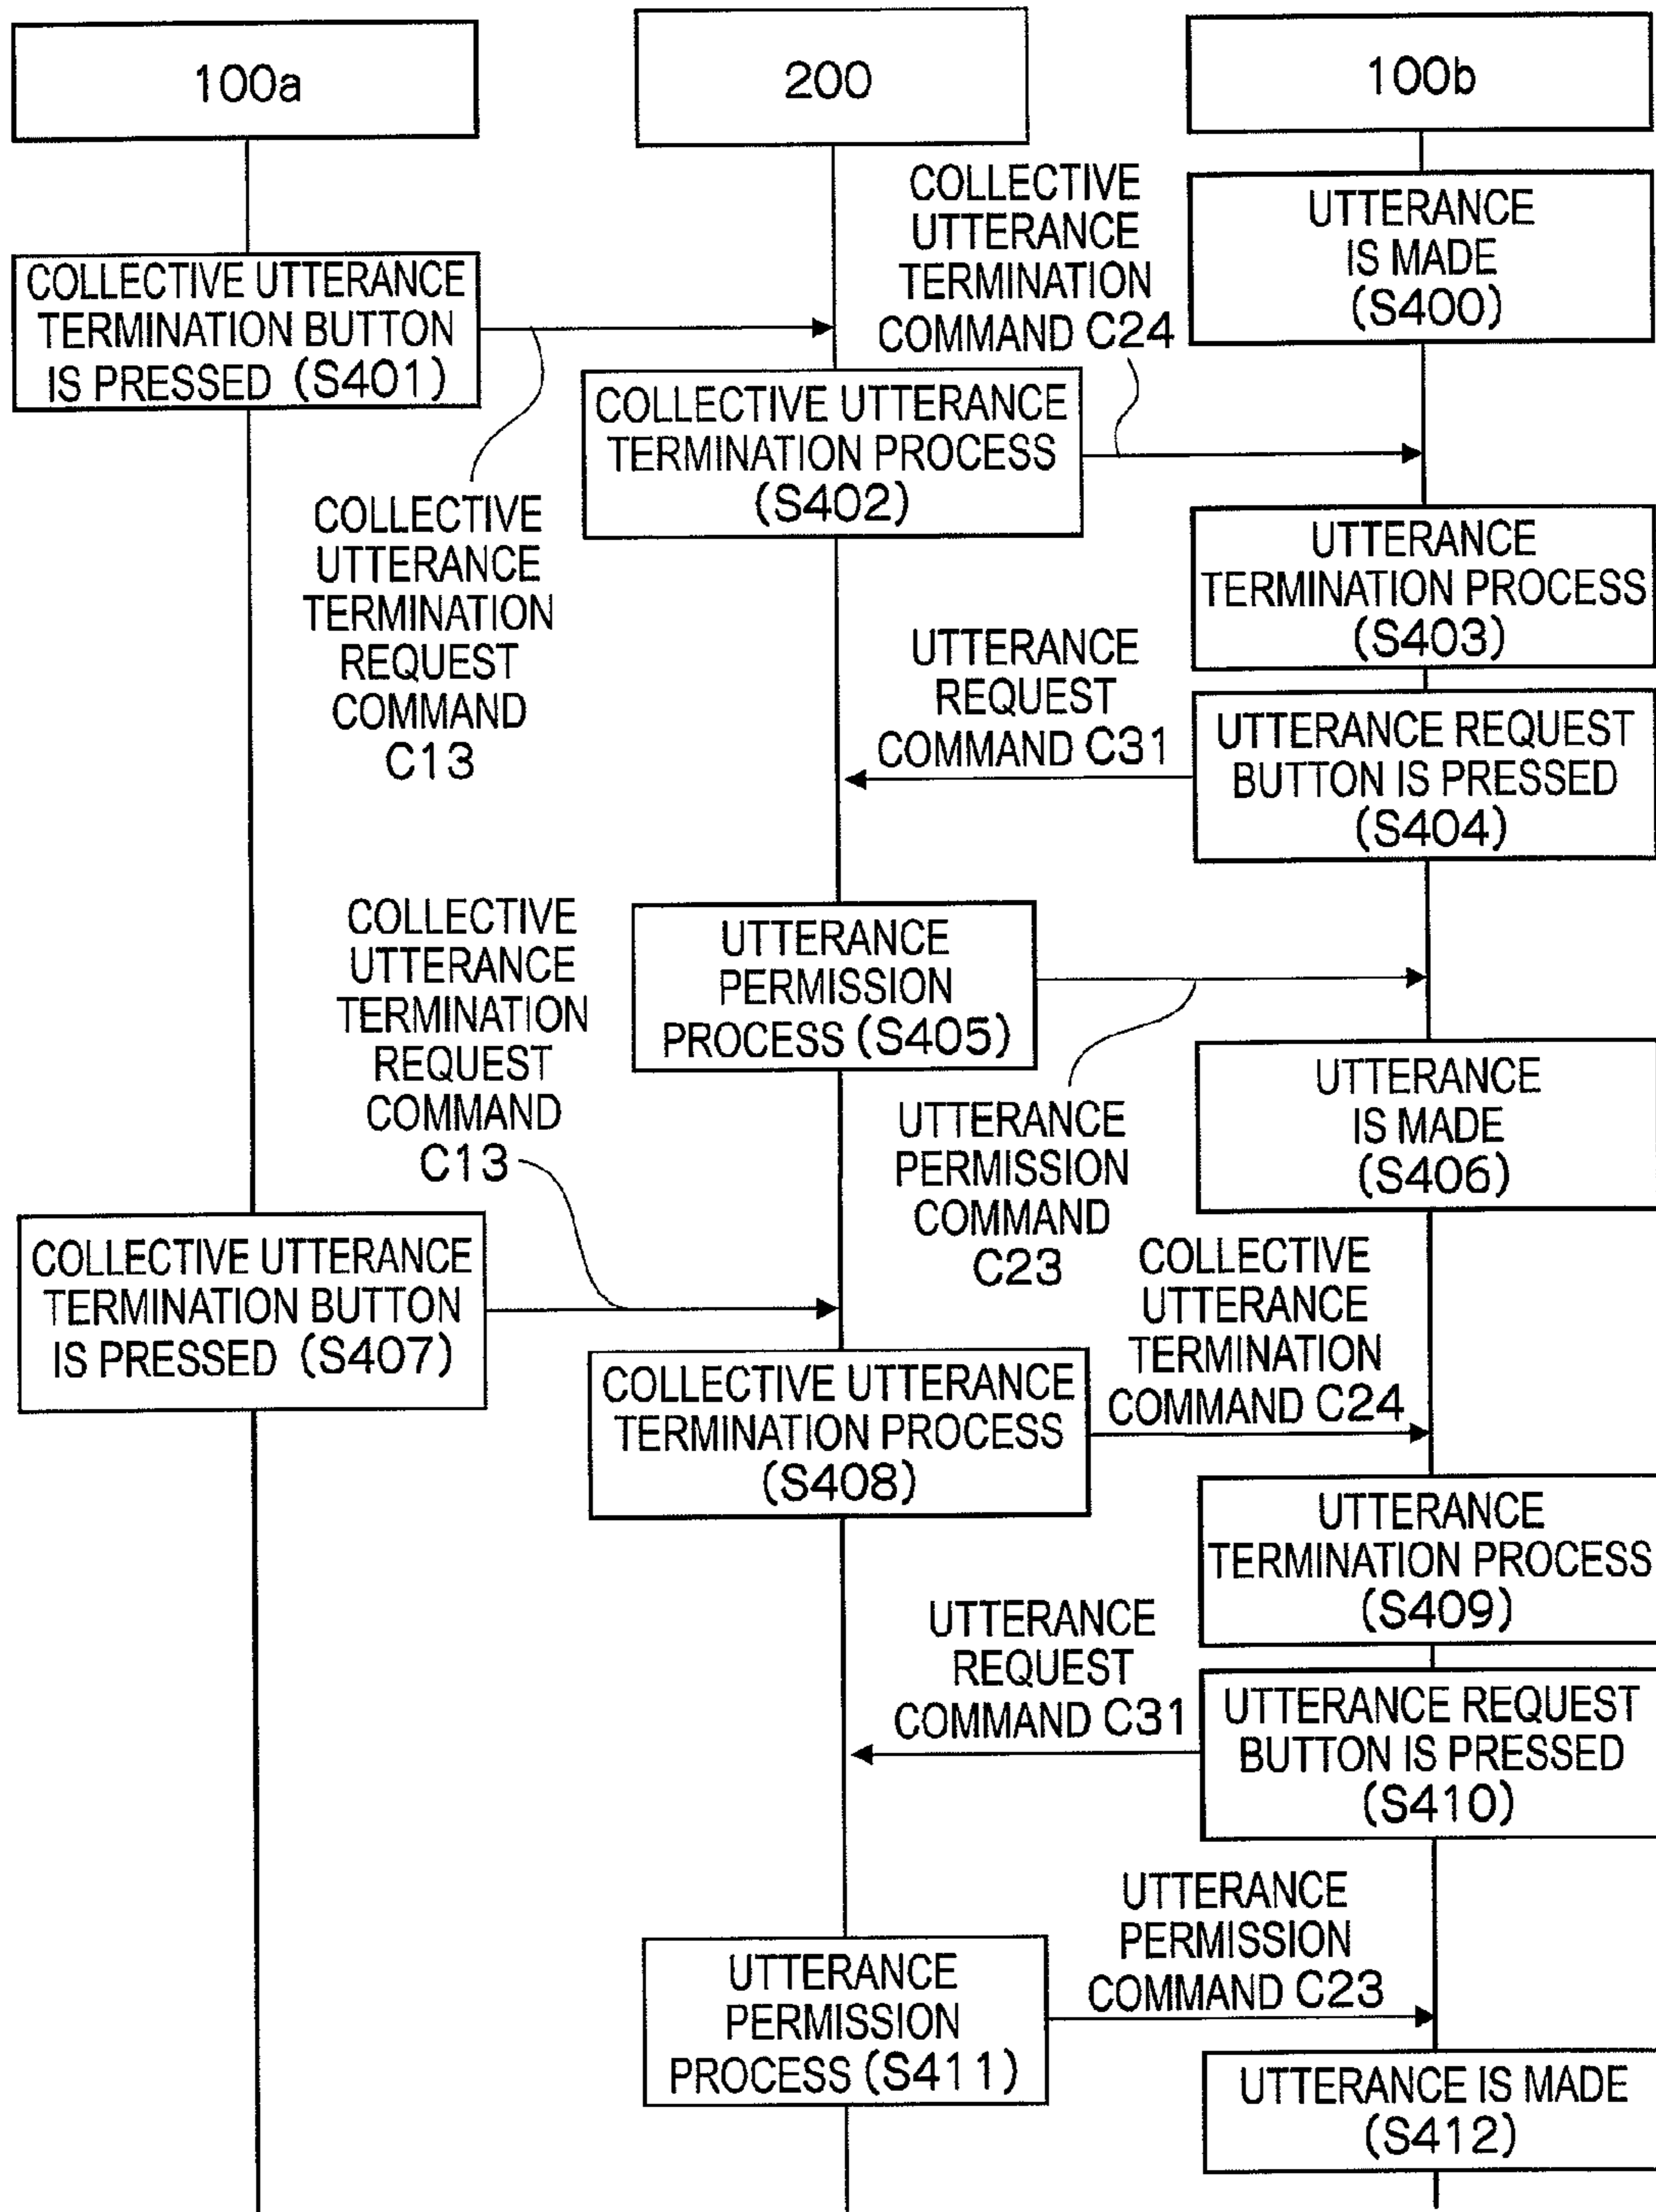 100a
200
100b
COLLECTIVE
UTTERANCE
TERMINATION
COMMAND C24
UTTERANCE
IS MADE
(S400)
COLLECTIVE UTTERANCE
TERMINATION BUTTON
IS PRESSED (S401)
COLLECTIVE UTTERANCE
TERMINATION PROCESS
(S402)
COLLECTIVE
UTTERANCE
TERMINATION
REQUEST
COMMAND
C13
UTTERANCE
TERMINATION PROCESS
(S403)
UTTERANCE
REQUEST
COMMAND C31
UTTERANCE REQUEST
BUTTON IS PRESSED
(S404)
COLLECTIVE
UTTERANCE
TERMINATION
REQUEST
COMMAND
C13
UTTERANCE
PERMISSION
PROCESS (S405)
UTTERANCE
PERMISSION
COMMAND
C23
UTTERANCE
IS MADE
(S406)
COLLECTIVE UTTERANCE
TERMINATION BUTTON
IS PRESSED (S407)
COLLECTIVE
UTTERANCE
TERMINATION
COMMAND C24
COLLECTIVE UTTERANCE
TERMINATION PROCESS
(S408)
UTTERANCE
TERMINATION PROCESS
(S409)
UTTERANCE
REQUEST
COMMAND C31
UTTERANCE REQUEST
BUTTON IS PRESSED
(S410)
UTTERANCE
PERMISSION
COMMAND C23
UTTERANCE
PERMISSION
PROCESS (S411)
UTTERANCE IS MADE
(S412)